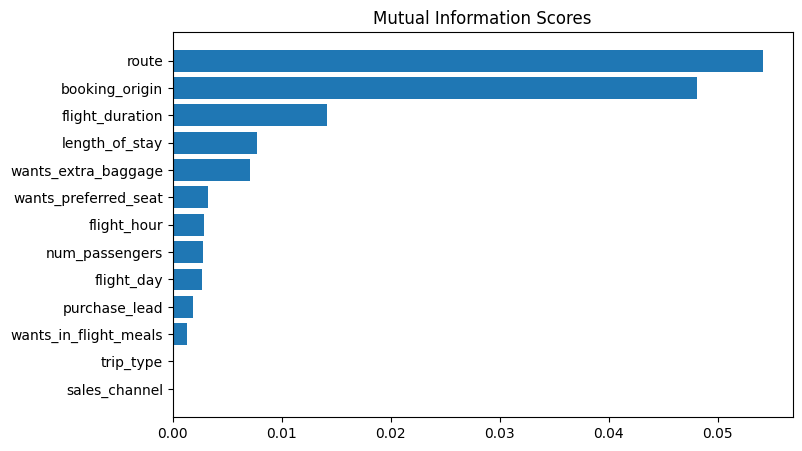 Mutual Information Scores
route
booking_origin
flight_duration
length_of_stay
wants_extra_baggage
wants_preferred_seat
flight_hour
num_passengers
flight_day
purchase_lead
wants_in_flight_meals
trip_type
sales_channel
0.00 0.01 0.02 0.03 0.04 0.05